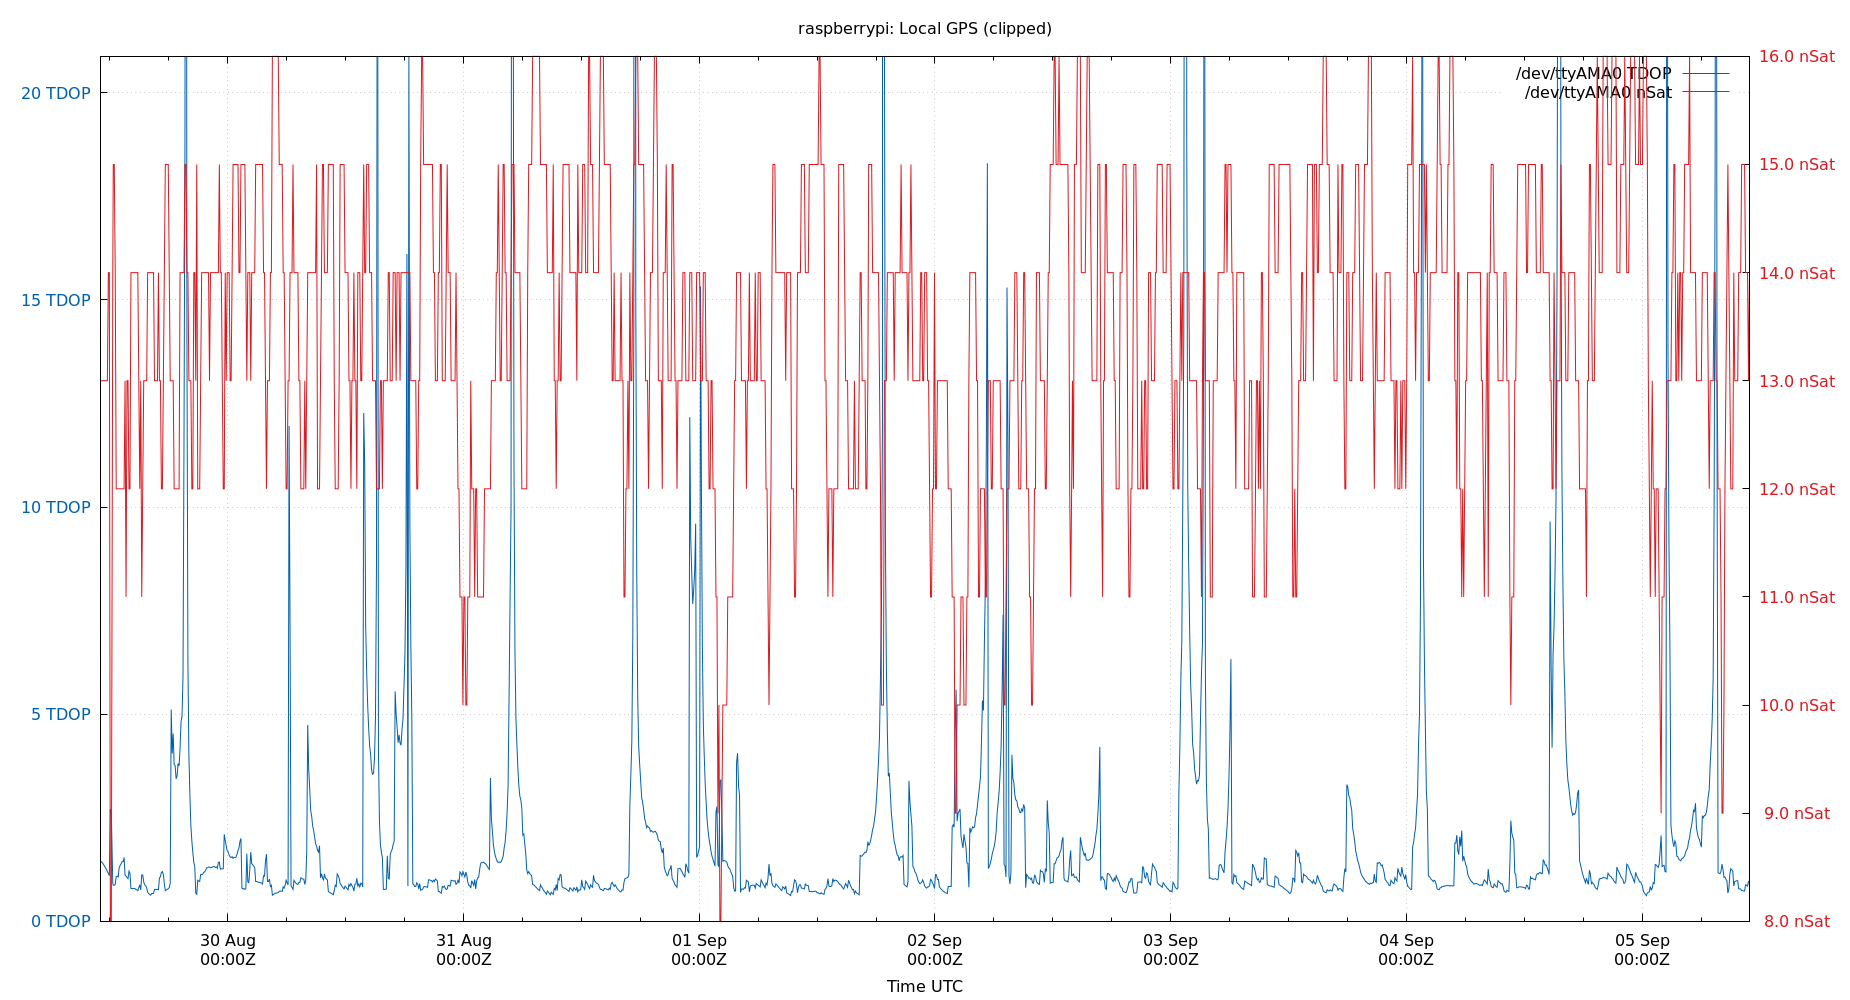 raspberrypi: Local GPS (clipped)
16.0 nSat
/dev/ttyAMA0 TDOP
20 TDOP
/dev/ttyAMA0 nSat
15.0 nSat
14.0 nSat
15 TDOP
13.0 nSat
12.0 nSat
10 TDOP
11.0 nSat
10.0 nSat
5 TDOP
9.0 nSat
0 TDOP
8.0 nSat
30 Aug 31 Aug 01 Sep 02 Sep 03 Sep 04 Sep 05 Sep
00:00Z 00:00Z 00:00Z 00:00Z 00:00Z 00:00Z 00:00Z
Time UTC